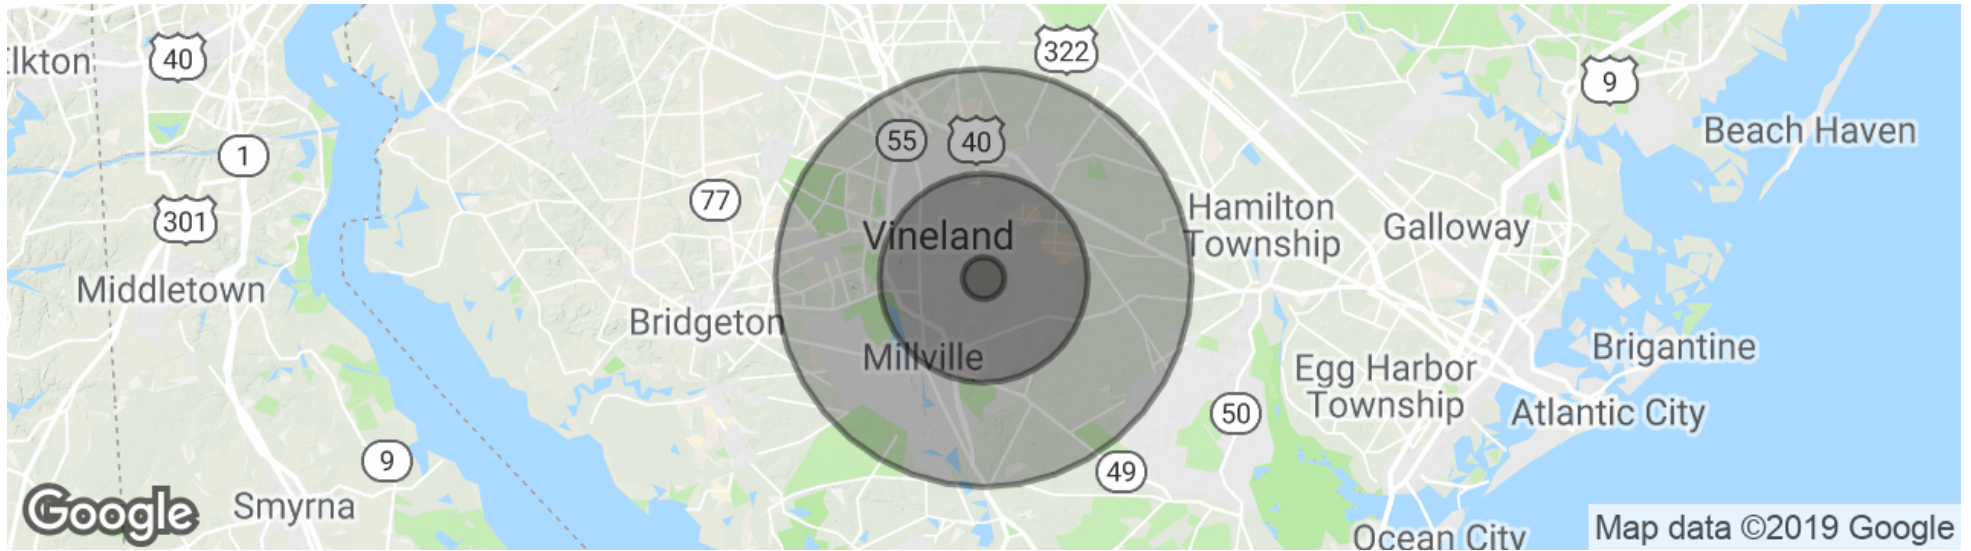 lkton
40
322
9
Beach Haven
55
40
1
77
301
Hamilton
Township
Galloway
Vineland
Middletown
Bridgeton
Millville
Brigantine
Egg Harbor
Township
Atlantic City
50
9
49
Smyrna
Google
Ocean City
Map data ©2019 Google